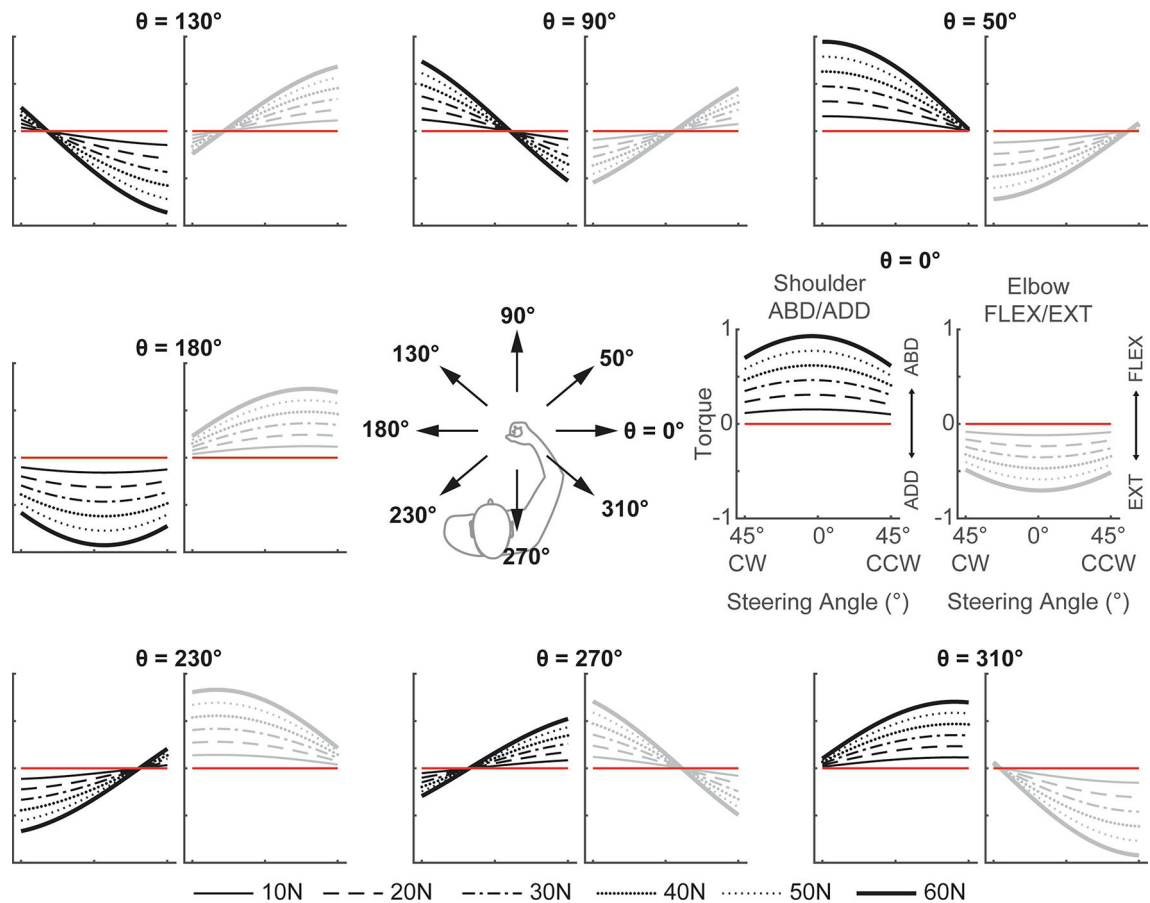 θ = 130°
θ = 90°
θ = 50°
θ = 0°
Shoulder
ABD/ADD
Elbow
FLEX/EXT
90°
130°
50°
180°
θ = 0°
230°
310°
270°
θ = 180°
1
0
-1
Torque
ABD
ADD
45°
CW
0°
45°
CCW
Steering Angle (°)
1
0
-1
FLEX
EXT
45°
CW
0°
45°
CCW
Steering Angle (°)
θ = 230°
θ = 270°
θ = 310°
10N 20N 30N 40N 50N 60N